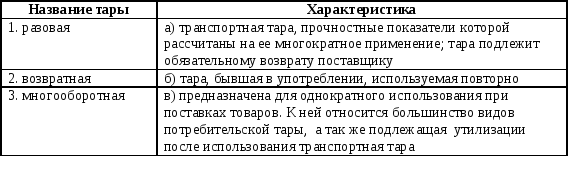 Название тары Характеристика
1. разовая а) транспортная тара, прочностные показатели которой
рассчитаны на ее многократное применение; тара подлежит
обязательному возврату поставщику
2. возвратная б) тара, бывшая в употреблении, используемая повторно
3. многооборотная в) предназначена для однократного использования при
поставках товаров. К ней относится большинство видов
потребительской тары, а так же подлежащая утилизации
после использования транспортная тара